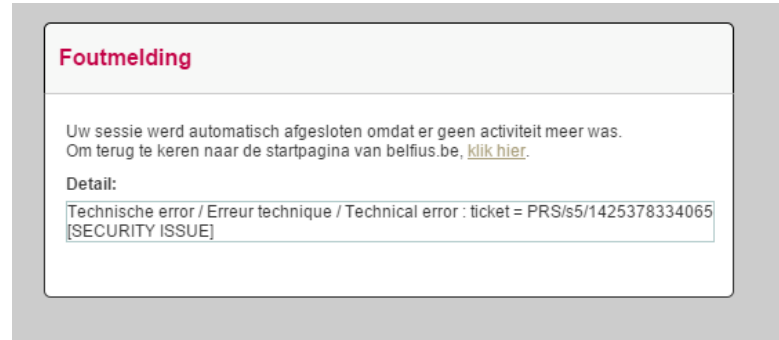 Foutmelding
Uw sessie werd automatisch afgesloten omdat er geen activiteit meer was.
Om terug te keren naar de startpagina van belfius.be, klik hier.
Detail:
Technische error / Erreur technique / Technical error : ticket = PRS/s5/1425378334065
[SECURITY ISSUE]